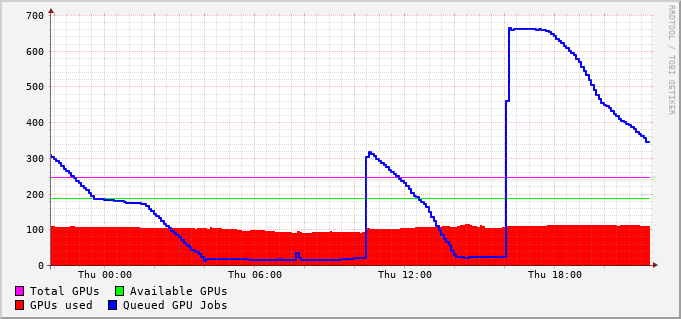 700
600
500
400
300
200
100
0
Thu 00:00 Thu 06:00 Thu 12:00 Thu 18:00
Total GPUs Available GPUs
GPUs used Queued GPU Jobs
RRDTOOL / TOBI OETIKER